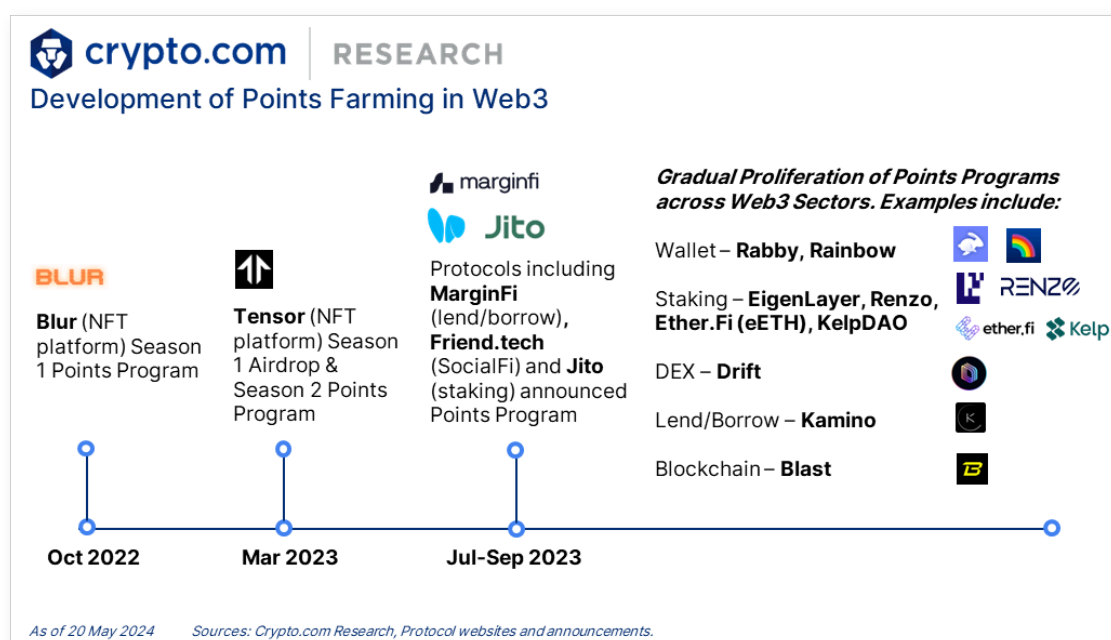 crypto.com RESEARCH
Development of Points Farming in Web3
BLUR
Blur (NFT
platform) Season
1 Points Program
Tensor (NFT
platform) Season
1 Airdrop &
Season 2 Points
Program
marginfi
Jito
Protocols including
MarginFi
(lend/borrow),
Friend.tech
(SocialFi) and Jito
(staking) announced
Points Program
Gradual Proliferation of Points Programs
across Web3 Sectors. Examples include:
Wallet – Rabby, Rainbow
Staking – EigenLayer, Renzo,
Ether.Fi (eETH), KelpDAO
RENZO
ether.fi Kelp
DEX – Drift
Lend/Borrow – Kamino
K
Blockchain – Blast
B
Oct 2022
Mar 2023
Jul-Sep 2023
As of 20 May 2024 Sources: Crypto.com Research, Protocol websites and announcements.